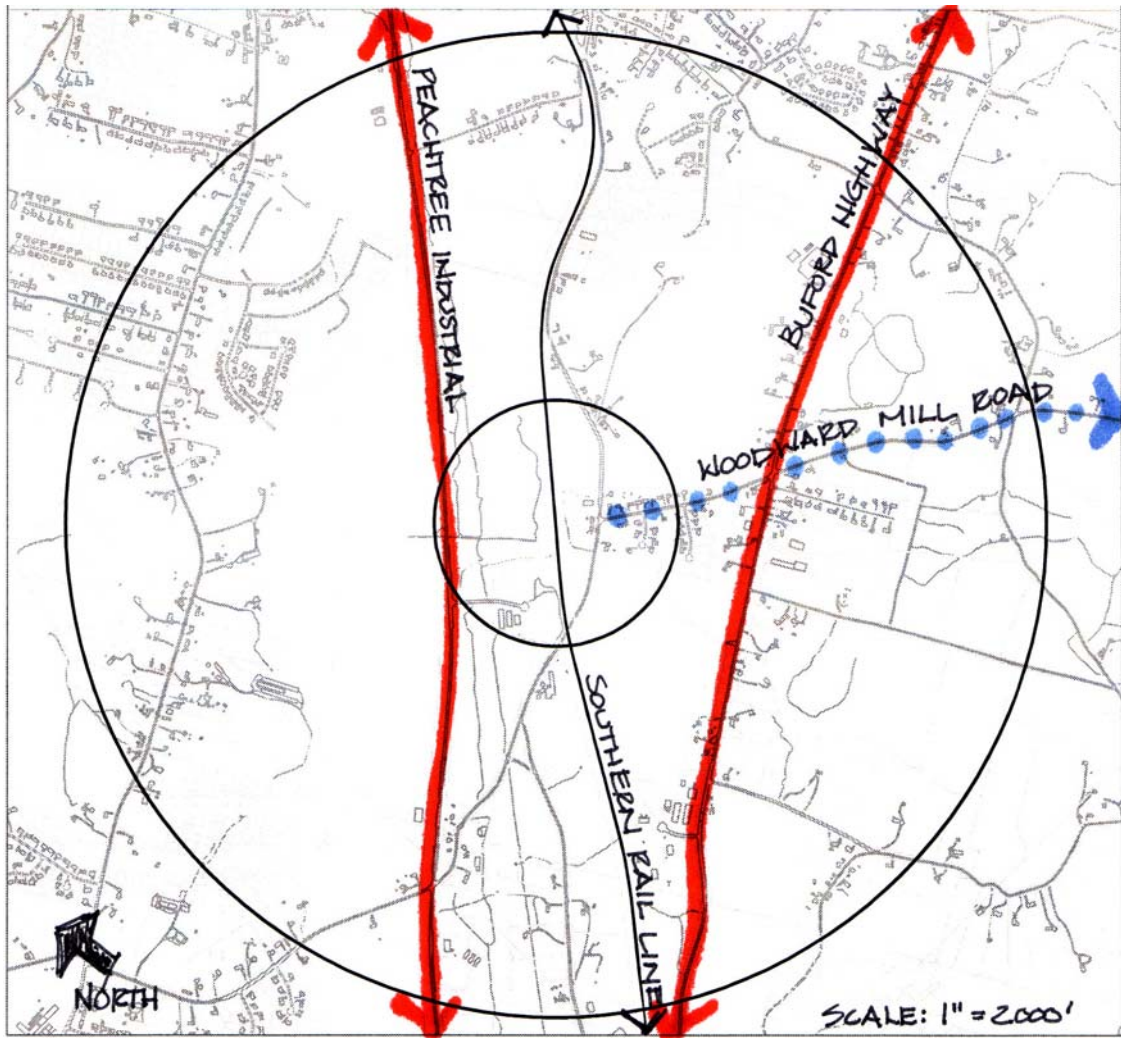 PEACHTREE INDUSTRIAL
BUFORD HIGHWAY
WOODWARD MILL ROAD
SOUTHERN RAIL LINE
NORTH
SCALE: 1" = 2000'